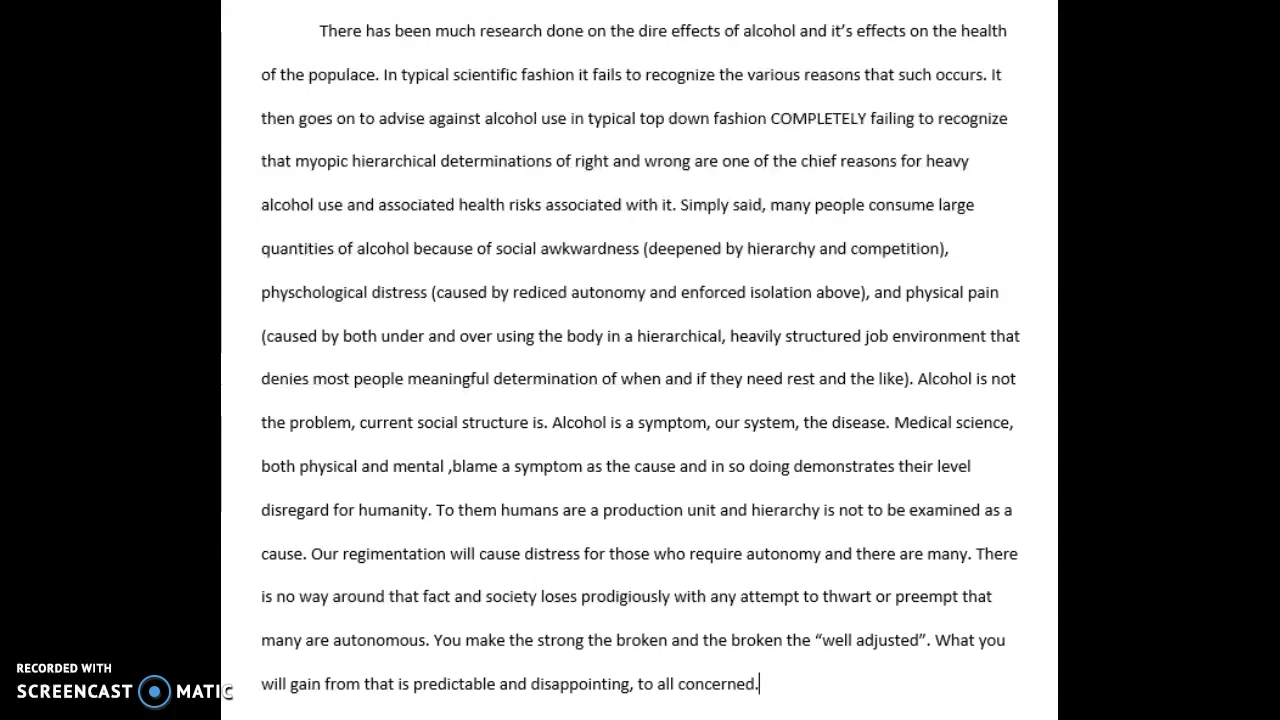 There has been much research done on the dire effects of alcohol and it’s effects on the health
of the populace. In typical scientific fashion it fails to recognize the various reasons that such occurs. It
then goes on to advise against alcohol use in typical top down fashion COMPLETELY failing to recognize
that myopic hierarchical determinations of right and wrong are one of the chief reasons for heavy
alcohol use and associated health risks associated with it. Simply said, many people consume large
quantities of alcohol because of social awkwardness (deepened by hierarchy and competition),
physchological distress (caused by rediced autonomy and enforced isolation above), and physical pain
(caused by both under and over using the body in a hierarchical, heavily structured job environment that
denies most people meaningful determination of when and if they need rest and the like). Alcohol is not
the problem, current social structure is. Alcohol is a symptom, our system, the disease. Medical science,
both physical and mental ,blame a symptom as the cause and in so doing demonstrates their level
disregard for humanity. To them humans are a production unit and hierarchy is not to be examined as a
cause. Our regimentation will cause distress for those who require autonomy and there are many. There
is no way around that fact and society loses prodigiously with any attempt to thwart or preempt that
many are autonomous. You make the strong the broken and the broken the “well adjusted”. What you
will gain from that is predictable and disappointing, to all concerned.
RECORDED WITH
SCREENCAST MATIC